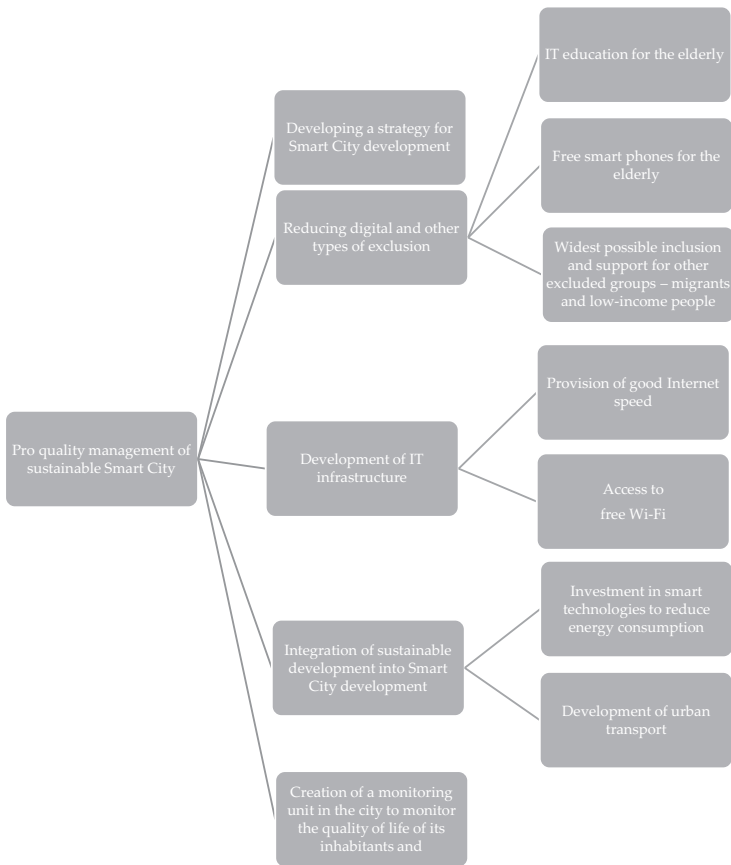 Pro quality management of
sustainable Smart City
Developing a strategy for
Smart City development
Reducing digital and other
types of exclusion
IT education for the elderly
Free smart phones for the
elderly
Widest possible inclusion
and support for other
excluded groups – migrants
and low-income people
Development of IT
infrastructure
Provision of good Internet
speed
Access to
free Wi-Fi
Integration of sustainable
development into Smart
City development
Investment in smart
technologies to reduce
energy consumption
Development of urban
transport
Creation of a monitoring
unit in the city to monitor
the quality of life of its
inhabitants and